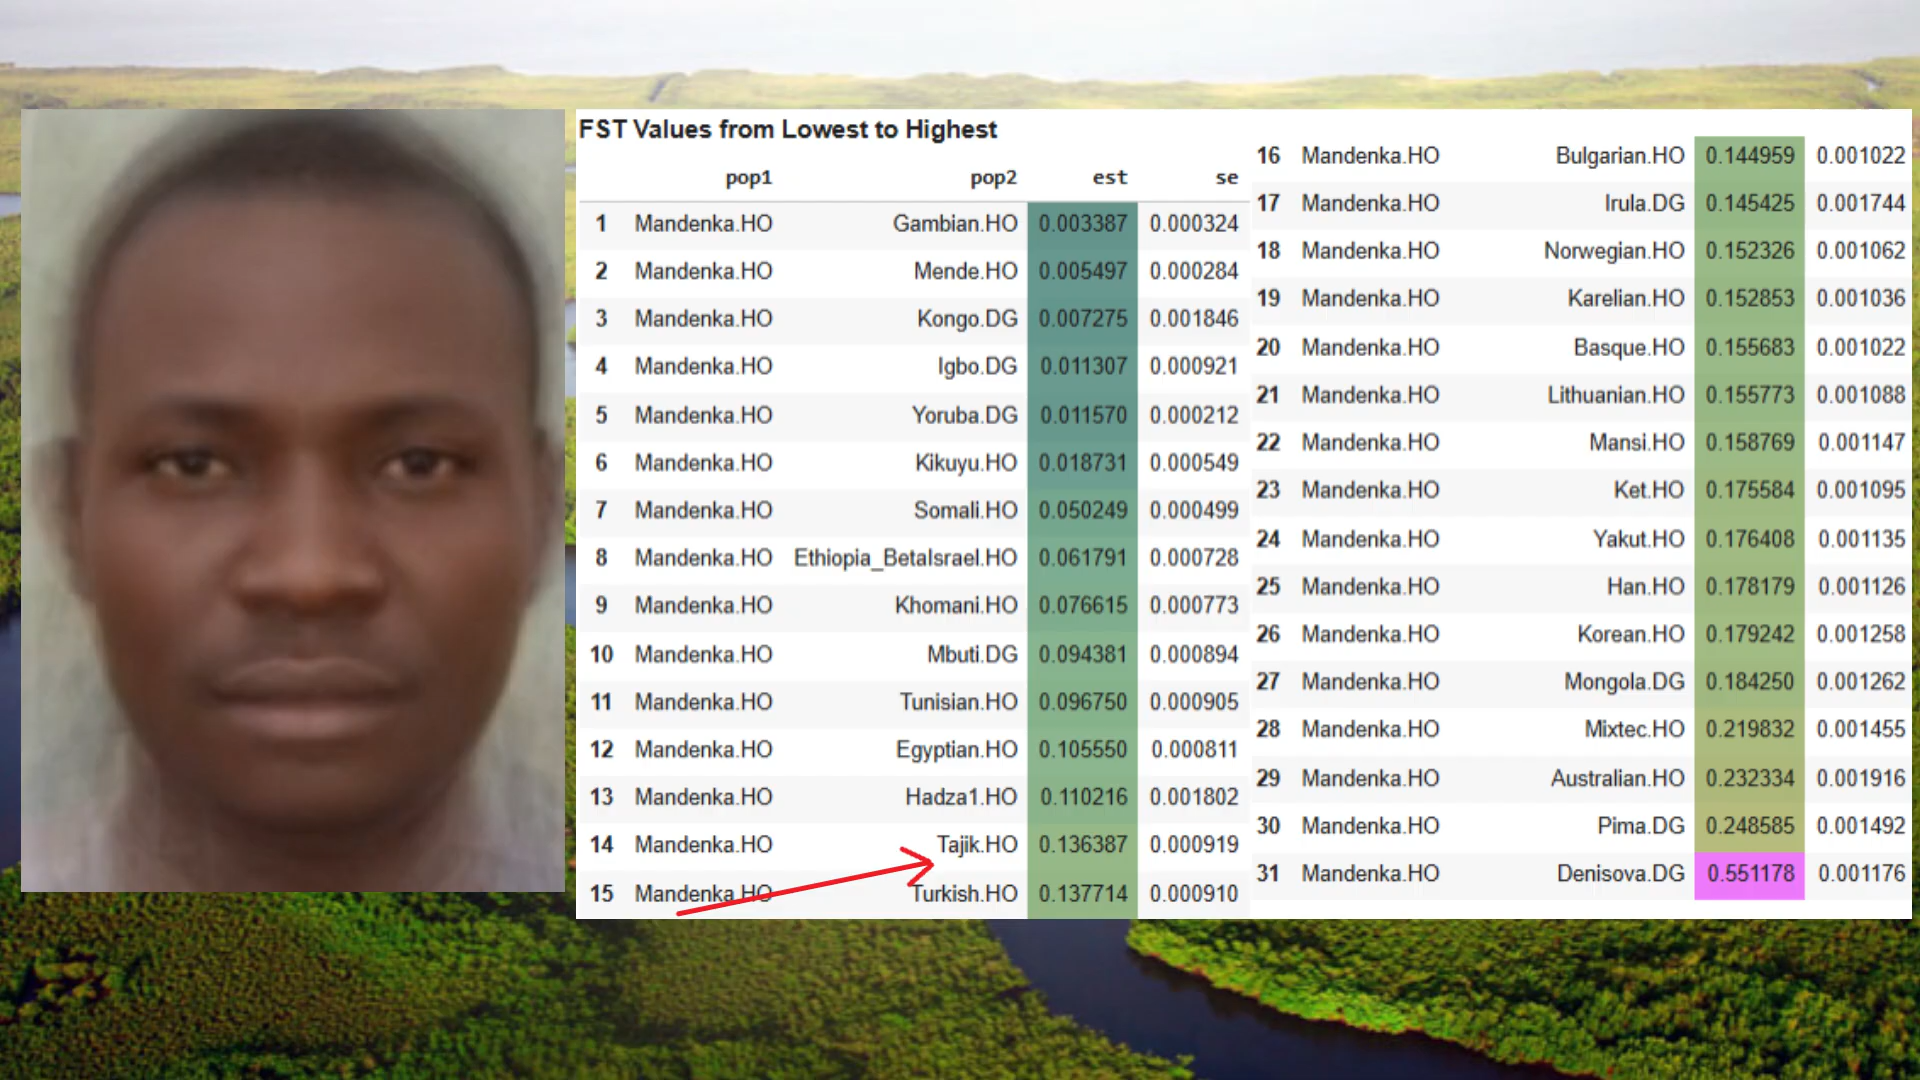 FST Values from Lowest to Highest
pop1 pop2 est se
1 Mandenka.HO Gambian.HO 0.003387 0.000324
2 Mandenka.HO Mende.HO 0.005497 0.000284
3 Mandenka.HO Kongo.DG 0.007275 0.001846
4 Mandenka.HO Igbo.DG 0.011307 0.000921
5 Mandenka.HO Yoruba.DG 0.011570 0.000212
6 Mandenka.HO Kikuyu.HO 0.018731 0.000549
7 Mandenka.HO Somali.HO 0.050249 0.000499
8 Mandenka.HO Ethiopia_BetaIsrael.HO 0.061791 0.000728
9 Mandenka.HO Khomani.HO 0.076615 0.000773
10 Mandenka.HO Mbuti.DG 0.094381 0.000894
11 Mandenka.HO Tunisian.HO 0.096750 0.000905
12 Mandenka.HO Egyptian.HO 0.105550 0.000811
13 Mandenka.HO Hadza1.HO 0.110216 0.001802
14 Mandenka.HO Tajik.HO 0.136387 0.000919
15 Mandenka.HO Turkish.HO 0.137714 0.000910
16 Mandenka.HO Bulgarian.HO 0.144959 0.001022
17 Mandenka.HO Irula.DG 0.145425 0.001744
18 Mandenka.HO Norwegian.HO 0.152326 0.001062
19 Mandenka.HO Karelian.HO 0.152853 0.001036
20 Mandenka.HO Basque.HO 0.155683 0.001022
21 Mandenka.HO Lithuanian.HO 0.155773 0.001088
22 Mandenka.HO Mansi.HO 0.158769 0.001147
23 Mandenka.HO Ket.HO 0.175584 0.001095
24 Mandenka.HO Yakut.HO 0.176408 0.001135
25 Mandenka.HO Han.HO 0.178179 0.001126
26 Mandenka.HO Korean.HO 0.179242 0.001258
27 Mandenka.HO Mongola.DG 0.184250 0.001262
28 Mandenka.HO Mixtec.HO 0.219832 0.001455
29 Mandenka.HO Australian.HO 0.232334 0.001916
30 Mandenka.HO Pima.DG 0.248585 0.001492
31 Mandenka.HO Denisova.DG 0.551178 0.001176